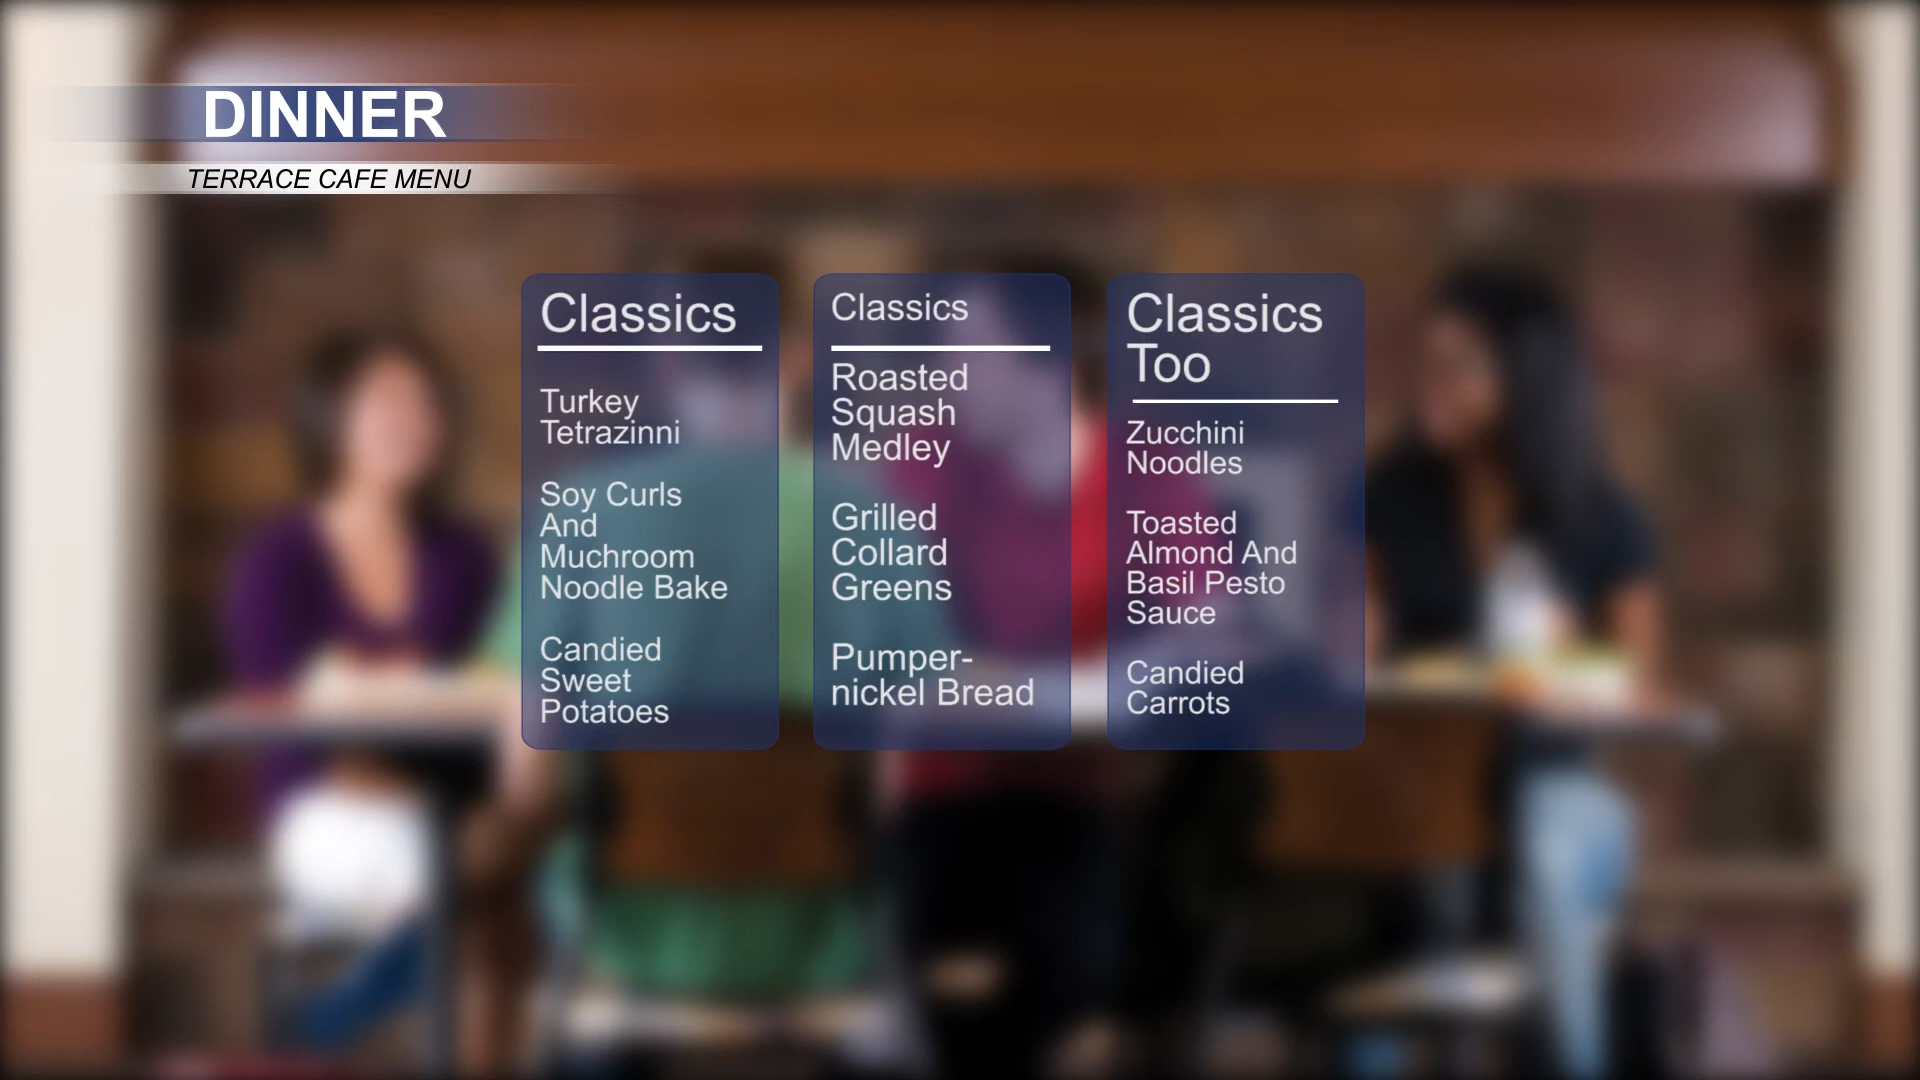 DINNER
TERRACE CAFE MENU
Classics
Turkey
Tetrazinni
Soy Curls
And
Muchroom
Noodle Bake
Candied
Sweet
Potatoes
Classics
Roasted
Squash
Medley
Grilled
Collard
Greens
Pumper-
nickel Bread
Classics
Too
Zucchini
Noodles
Toasted
Almond And
Basil Pesto
Sauce
Candied
Carrots